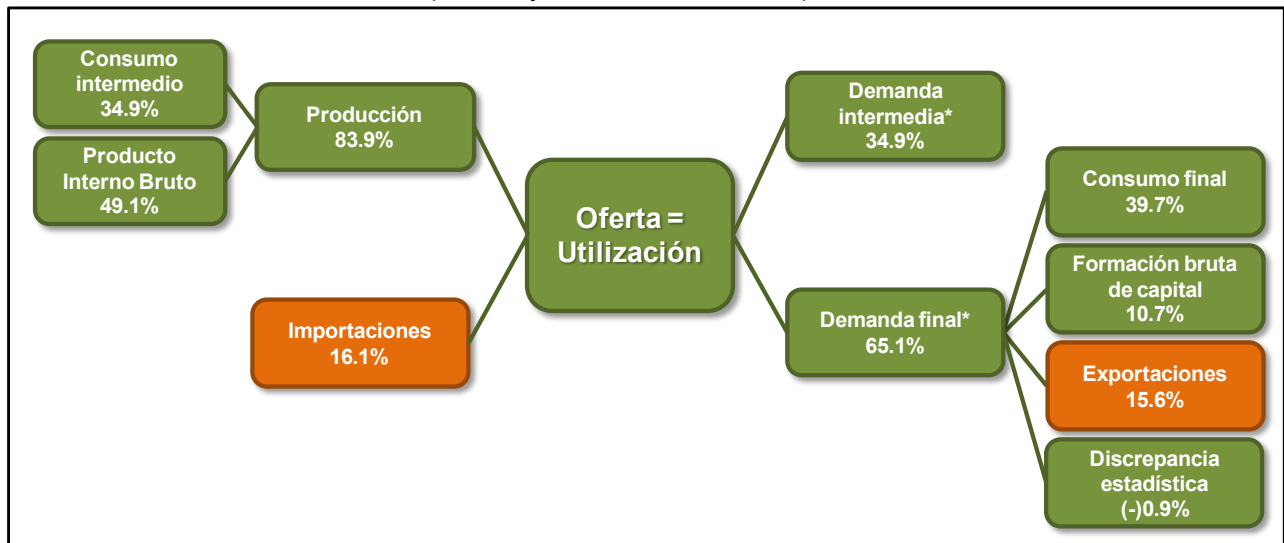 Consumo
intermedio
34.9%
Producto
Interno Bruto
49.1%
Producción
83.9%
Importaciones
16.1%
Oferta =
Utilización
Demanda
intermedia*
34.9%
Demanda final*
65.1%
Consumo final
39.7%
Formación bruta
de capital
10.7%
Exportaciones
15.6%
Discrepancia
estadística
(-)0.9%